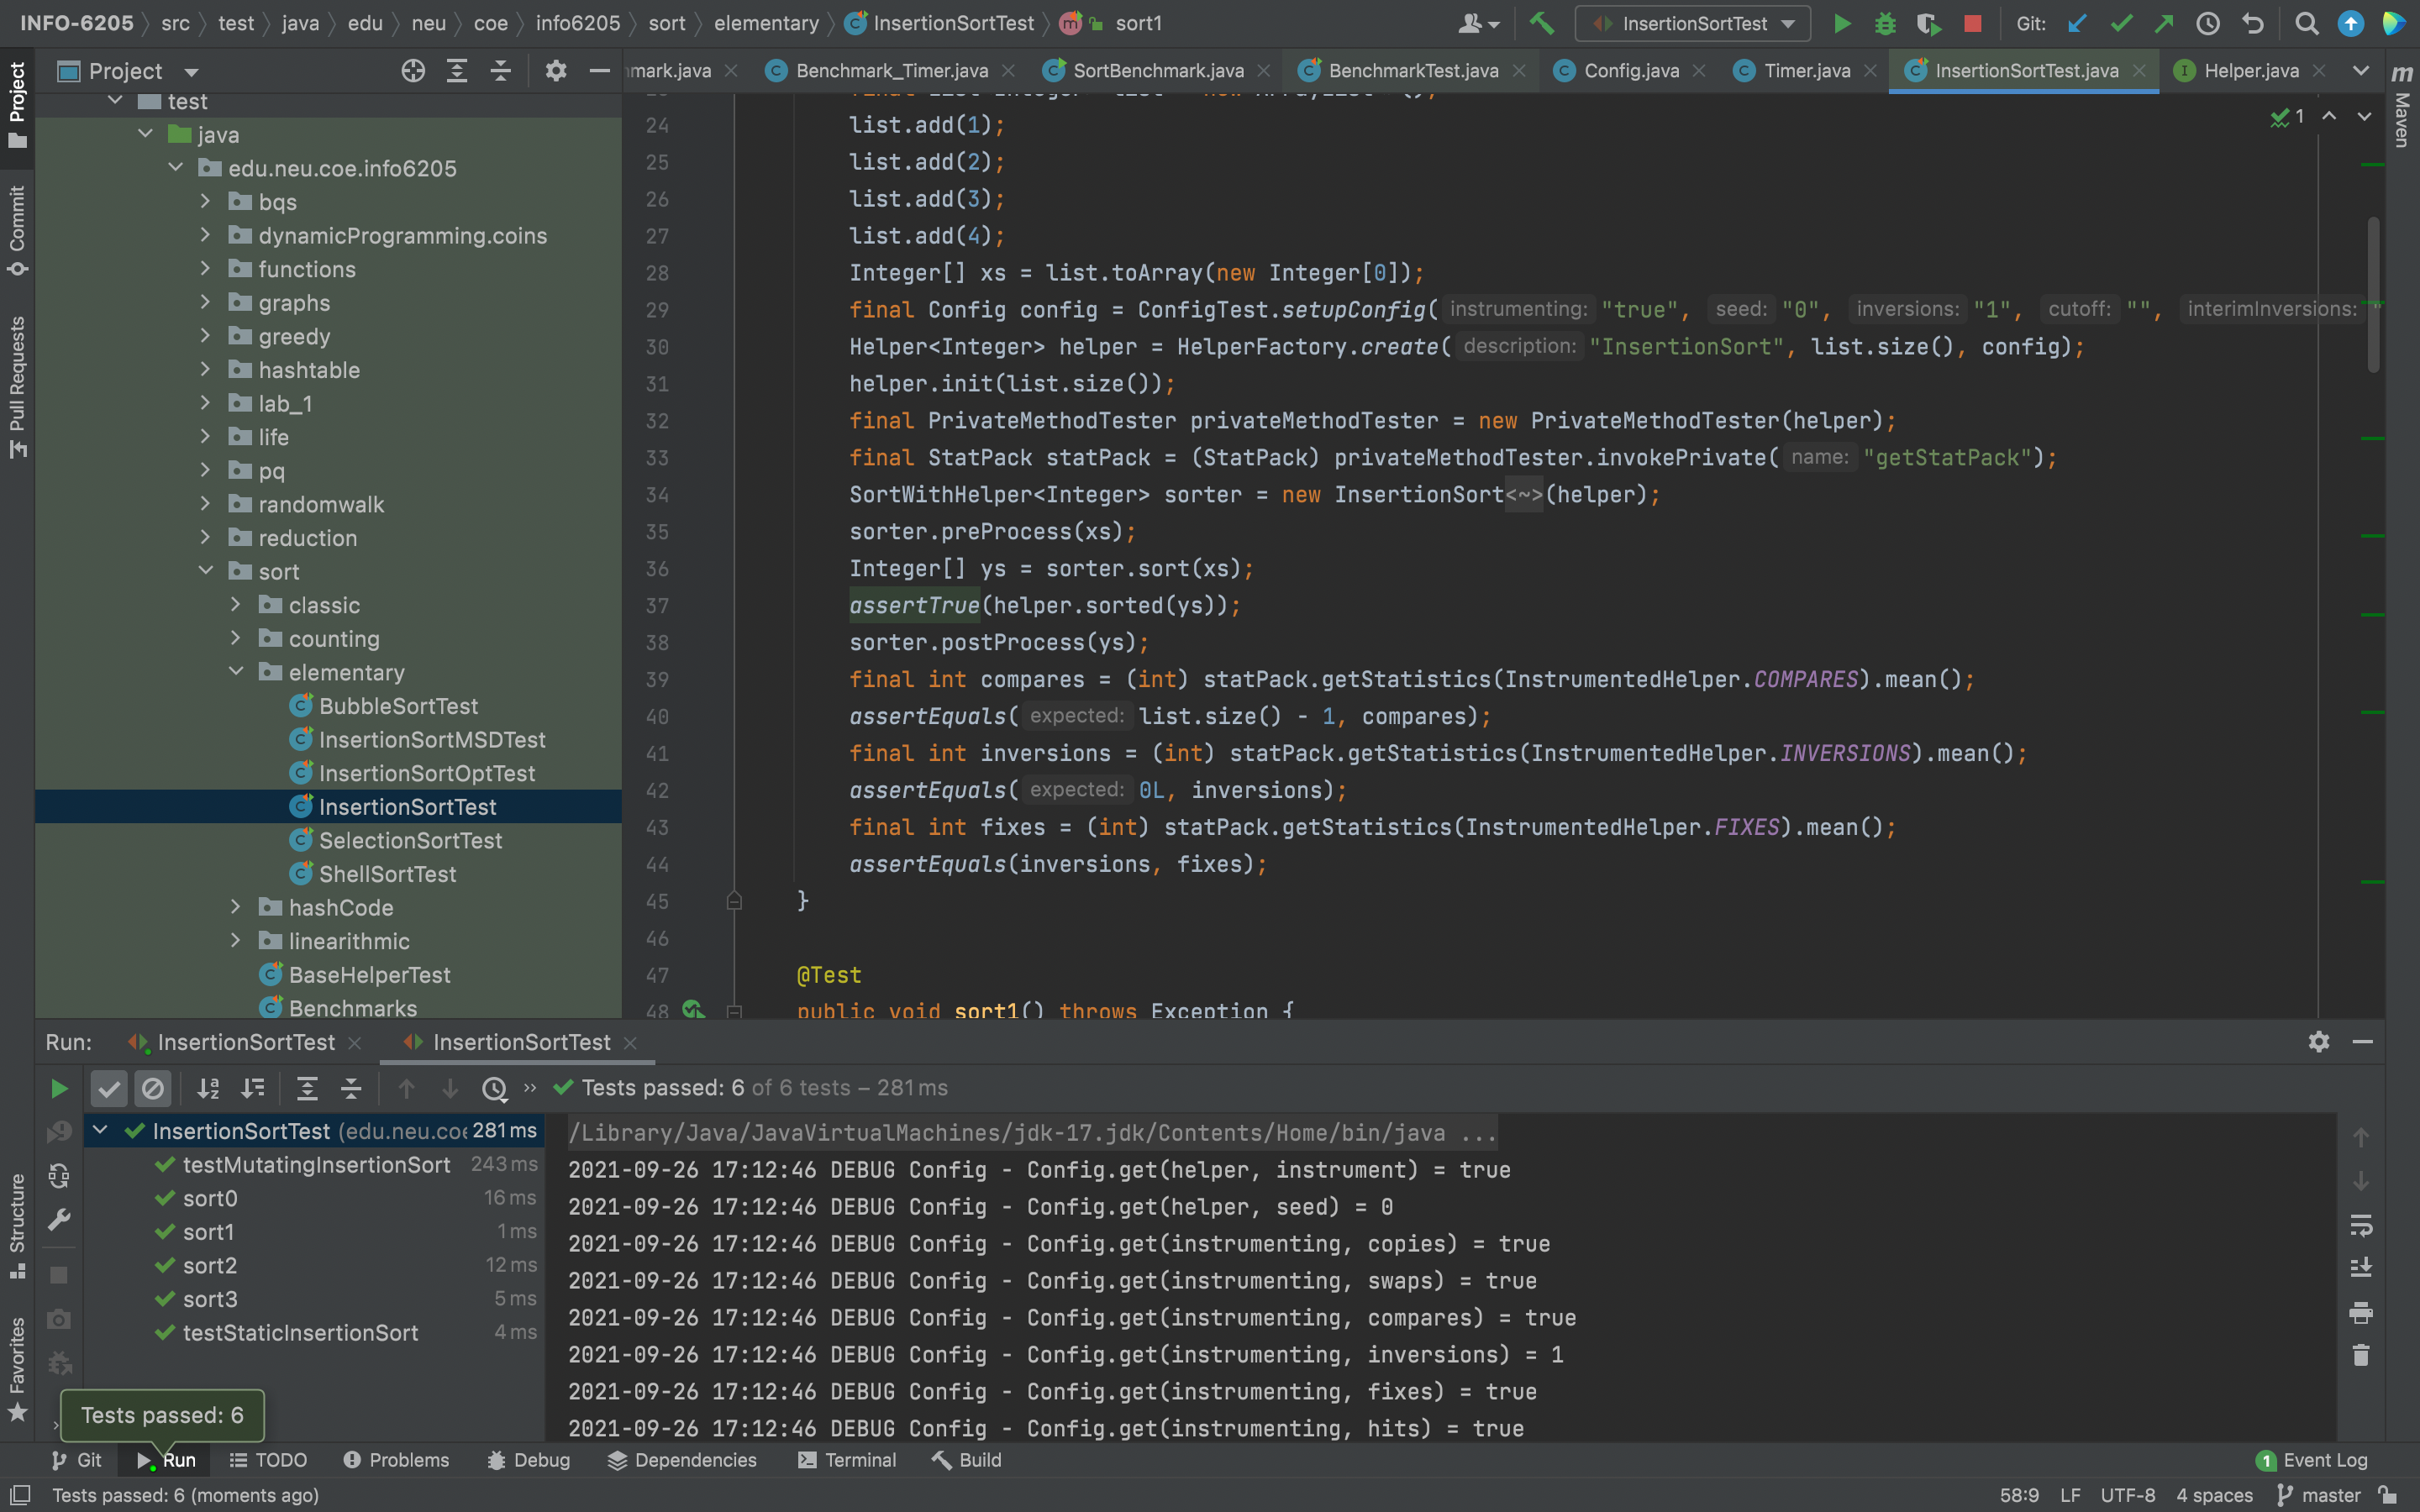 INFO-6205 src test java edu neu coe info6205 sort elementary InsertionSortTest sort1
InsertionSortTest
Git:
Project
mark.java Benchmark_Timer.java SortBenchmark.java BenchmarkTest.java Config.java Timer.java InsertionSortTest.java Helper.java
Project
Commit
Pull Requests
Structure
Favorites
Maven
test
java
edu.neu.coe.info6205
bqs
dynamicProgramming.coins
functions
graphs
greedy
hashtable
lab_1
life
pq
randomwalk
reduction
sort
classic
counting
elementary
BubbleSortTest
InsertionSortMSDTest
InsertionSortOptTest
InsertionSortTest
SelectionSortTest
ShellSortTest
hashCode
linearithmic
BaseHelperTest
Benchmarks
1
24 list.add(1);
25 list.add(2);
26 list.add(3);
27 list.add(4);
28 Integer[] xs = list.toArray(new Integer[0]);
29 final Config config = ConfigTest.setupConfig( instrumenting: "true", seed: "0", inversions: "1", cutoff: "", interimInversions: "
30 Helper<Integer> helper = HelperFactory.create( description: "InsertionSort", list.size(), config);
31 helper.init(list.size());
32 final PrivateMethodTester privateMethodTester = new PrivateMethodTester(helper);
33 final StatPack statPack = (StatPack) privateMethodTester.invokePrivate( name: "getStatPack");
34 SortWithHelper<Integer> sorter = new InsertionSort<~>(helper);
35 sorter.preProcess(xs);
36 Integer[] ys = sorter.sort(xs);
37 assertTrue(helper.sorted(ys));
38 sorter.postProcess(ys);
39 final int compares = (int) statPack.getStatistics(InstrumentedHelper.COMPARES).mean();
40 assertEquals( expected: list.size() - 1, compares);
41 final int inversions = (int) statPack.getStatistics(InstrumentedHelper.INVERSIONS).mean();
42 assertEquals( expected: 0L, inversions);
43 final int fixes = (int) statPack.getStatistics(InstrumentedHelper.FIXES).mean();
44 assertEquals(inversions, fixes);
45 }
46
47 @Test
48 public void sort1() throws Exception {
Run: InsertionSortTest InsertionSortTest
Tests passed: 6 of 6 tests – 281 ms
InsertionSortTest (edu.neu.coe 281 ms
testMutatingInsertionSort 243 ms
sort0 16 ms
sort1 1 ms
sort2 12 ms
sort3 5 ms
testStaticInsertionSort 4 ms
/Library/Java/JavaVirtualMachines/jdk-17.jdk/Contents/Home/bin/java ...
2021-09-26 17:12:46 DEBUG Config - Config.get(helper, instrument) = true
2021-09-26 17:12:46 DEBUG Config - Config.get(helper, seed) = 0
2021-09-26 17:12:46 DEBUG Config - Config.get(instrumenting, copies) = true
2021-09-26 17:12:46 DEBUG Config - Config.get(instrumenting, swaps) = true
2021-09-26 17:12:46 DEBUG Config - Config.get(instrumenting, compares) = true
2021-09-26 17:12:46 DEBUG Config - Config.get(instrumenting, inversions) = 1
2021-09-26 17:12:46 DEBUG Config - Config.get(instrumenting, fixes) = true
2021-09-26 17:12:46 DEBUG Config - Config.get(instrumenting, hits) = true
Tests passed: 6
Git Run TODO Problems Debug Dependencies Terminal Build 1 Event Log
Tests passed: 6 (moments ago) 58:9 LF UTF-8 4 spaces master